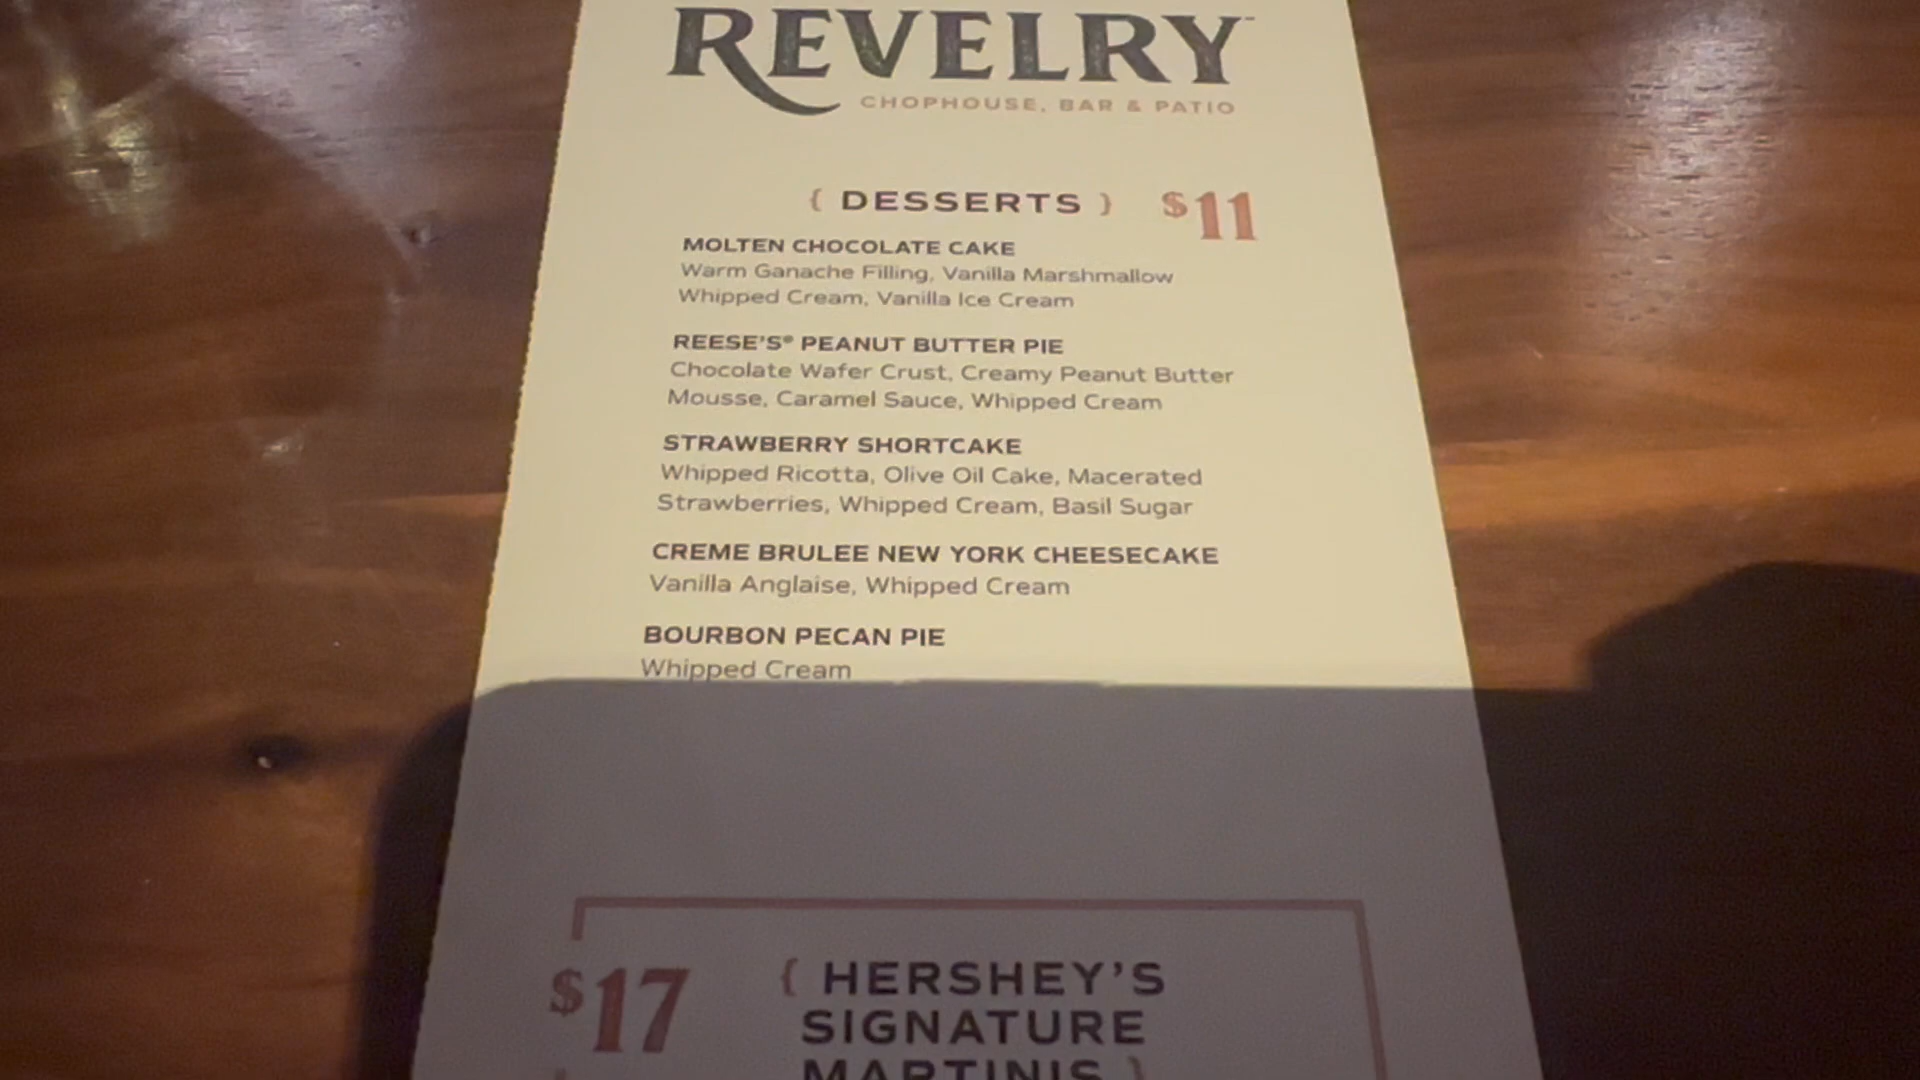 REVELRY™
CHOPHOUSE, BAR & PATIO
{ DESSERTS } $11
MOLTEN CHOCOLATE CAKE
Warm Ganache Filling, Vanilla Marshmallow
Whipped Cream, Vanilla Ice Cream
REESE'S® PEANUT BUTTER PIE
Chocolate Wafer Crust, Creamy Peanut Butter
Mousse, Caramel Sauce, Whipped Cream
STRAWBERRY SHORTCAKE
Whipped Ricotta, Olive Oil Cake, Macerated
Strawberries, Whipped Cream, Basil Sugar
CREME BRULEE NEW YORK CHEESECAKE
Vanilla Anglaise, Whipped Cream
BOURBON PECAN PIE
Whipped Cream
$17 { HERSHEY'S
SIGNATURE
MARTINIS }